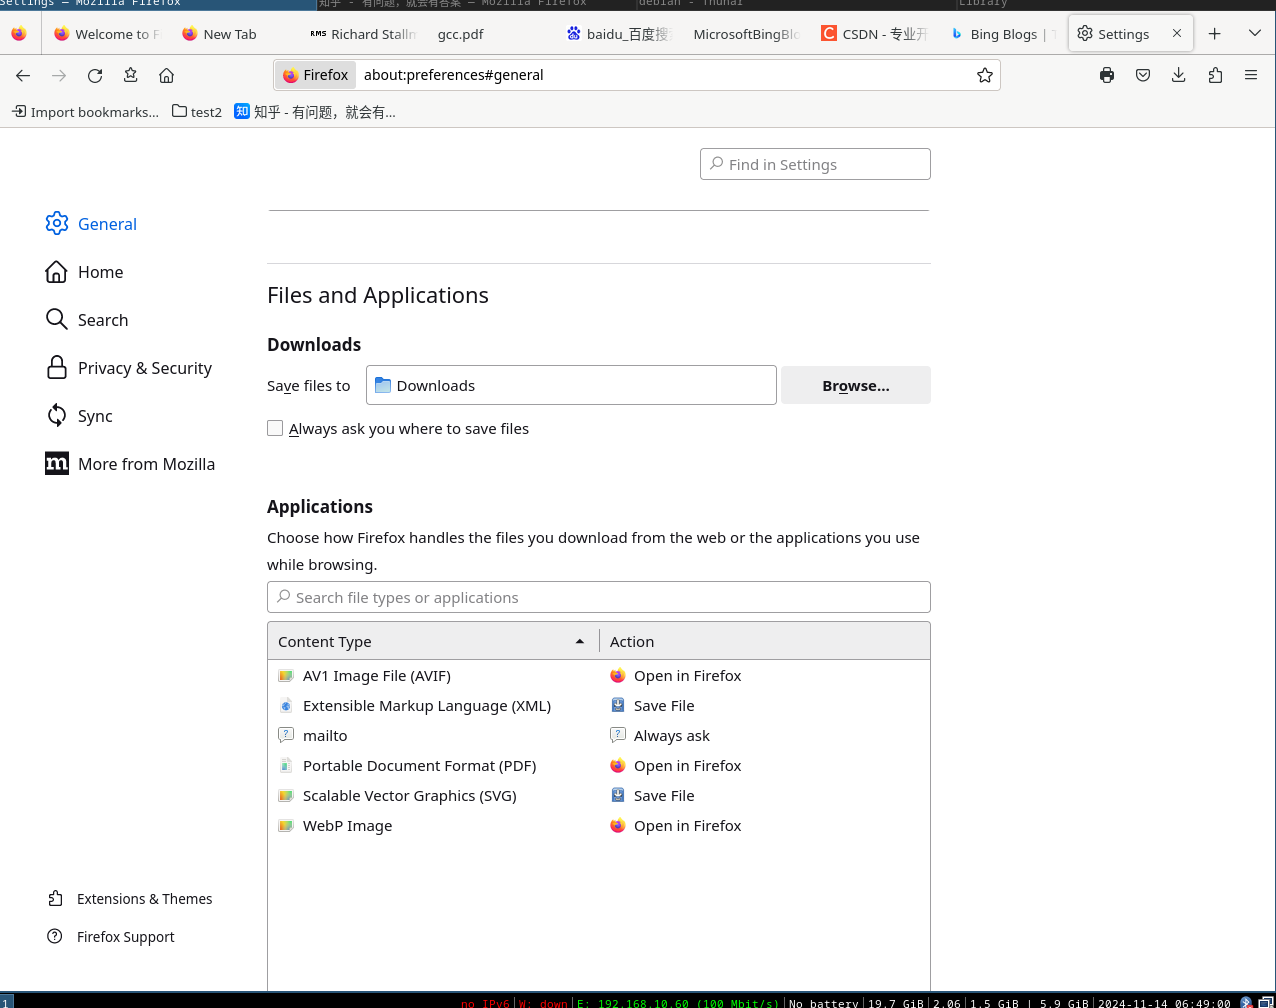 Settings — Mozilla Firefox
知乎 - 有问题，就会有答案 — Mozilla Firefox
debian - Thunar
Library
Welcome to F
New Tab
RMS Richard Stallm
gcc.pdf
baidu_百度搜
MicrosoftBingBlo
C CSDN - 专业开
Bing Blogs | T
Settings
Firefox
about:preferences#general
Import bookmarks...
test2
知 知乎 - 有问题，就会有...
Find in Settings
General
Home
Search
Privacy & Security
Sync
m More from Mozilla
Extensions & Themes
Firefox Support
Files and Applications
Downloads
Save files to
Downloads
Browse...
Always ask you where to save files
Applications
Choose how Firefox handles the files you download from the web or the applications you use
while browsing.
Search file types or applications
Content Type
Action
AV1 Image File (AVIF)
Open in Firefox
Extensible Markup Language (XML)
Save File
mailto
Always ask
Portable Document Format (PDF)
Open in Firefox
Scalable Vector Graphics (SVG)
Save File
WebP Image
Open in Firefox
1
no IPv6|W: down|E: 192.168.10.60 (100 Mbit/s)|No battery|19.7 GiB|2.06|1.5 GiB | 5.9 GiB|2024-11-14 06:49:00